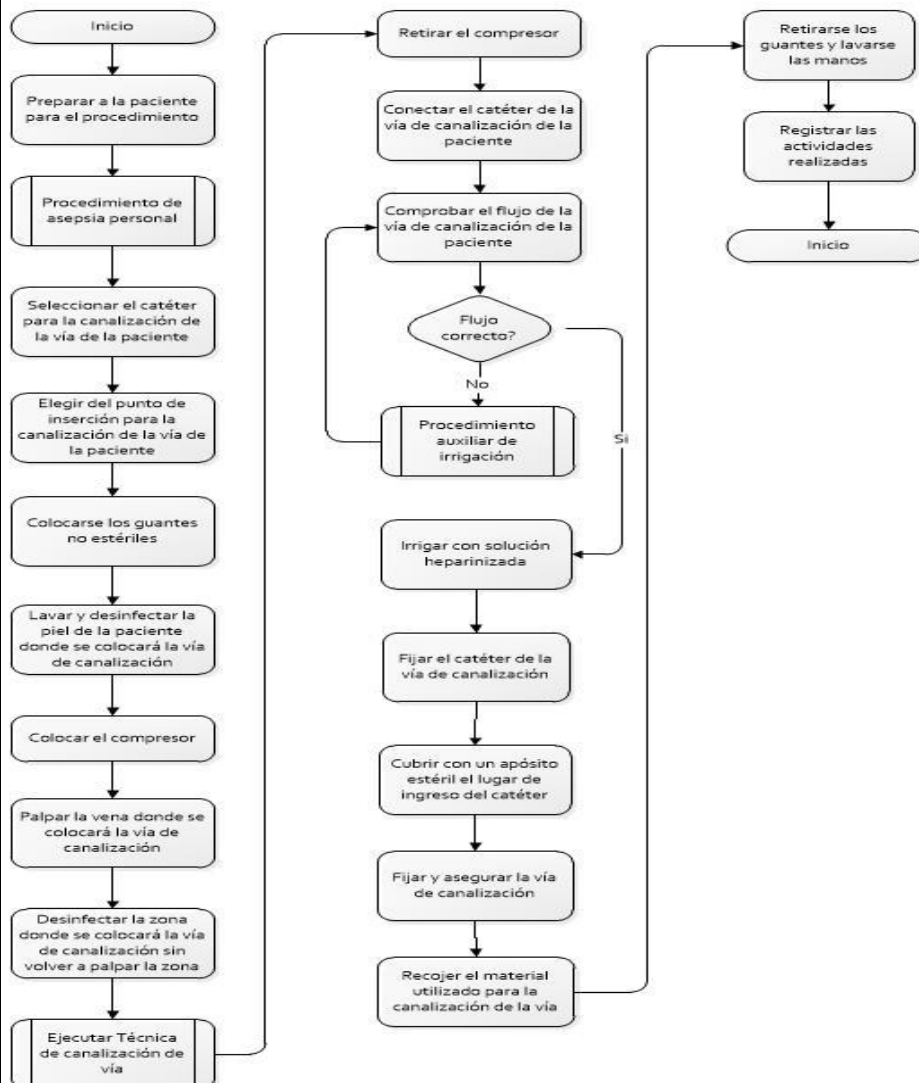 Inicio
Preparar a la paciente
para el procedimiento
Procedimiento de
asepsia personal
Seleccionar el catéter
para la canalización de
la vía de la paciente
Elegir del punto de
inserción para la
canalización de la vía de
la paciente
Colocarse los guantes
no estériles
Lavar y desinfectar la
piel de la paciente
donde se colocará la vía
de canalización
Colocar el compresor
Palpar la vena donde se
colocará la vía de
canalización
Desinfectar la zona
donde se colocará la vía
de canalización sin
volver a palpar la zona
Ejecutar Técnica
de canalización de
vía
Retirar el compresor
Conectar el catéter de la
vía de canalización de la
paciente
Comprobar el flujo de la
vía de canalización de la
paciente
Flujo
correcto?
No
Procedimiento
auxiliar de
irrigación
Si
Irrigar con solución
heparinizada
Fijar el catéter de la
vía de canalización
Cubrir con un apósito
estéril el lugar de
ingreso del catéter
Fijar y asegurar la vía
de canalización
Recojer el material
utilizado para la
canalización de la vía
Retirarse los
guantes y lavarse
las manos
Registrar las
actividades
realizadas
Inicio